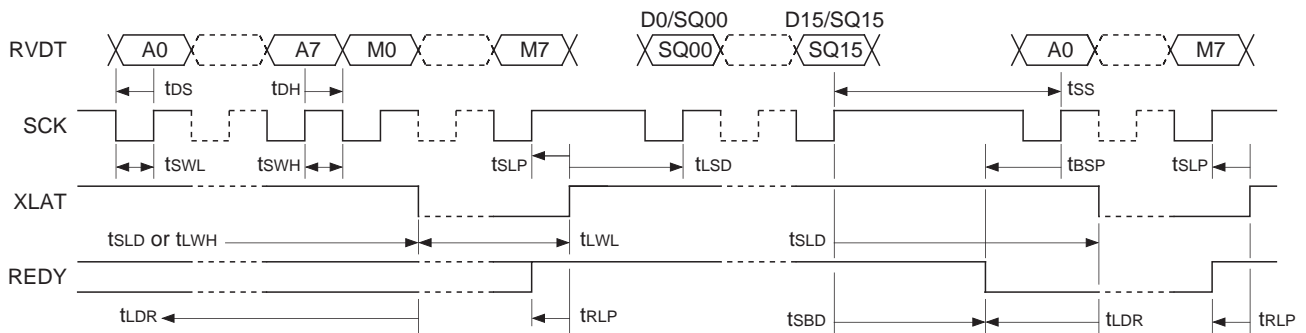 D0/SQ00 D15/SQ15
RVDT A0 A7 M0 M7 SQ00 SQ15 A0 M7
tDS tDH tSS
SCK
tSWL tSWH tSLP tLSD tBSP tSLP
XLAT
tSLD or tLWH tLWL tSLD
REDY
tLDR tRLP tSBD tLDR tRLP